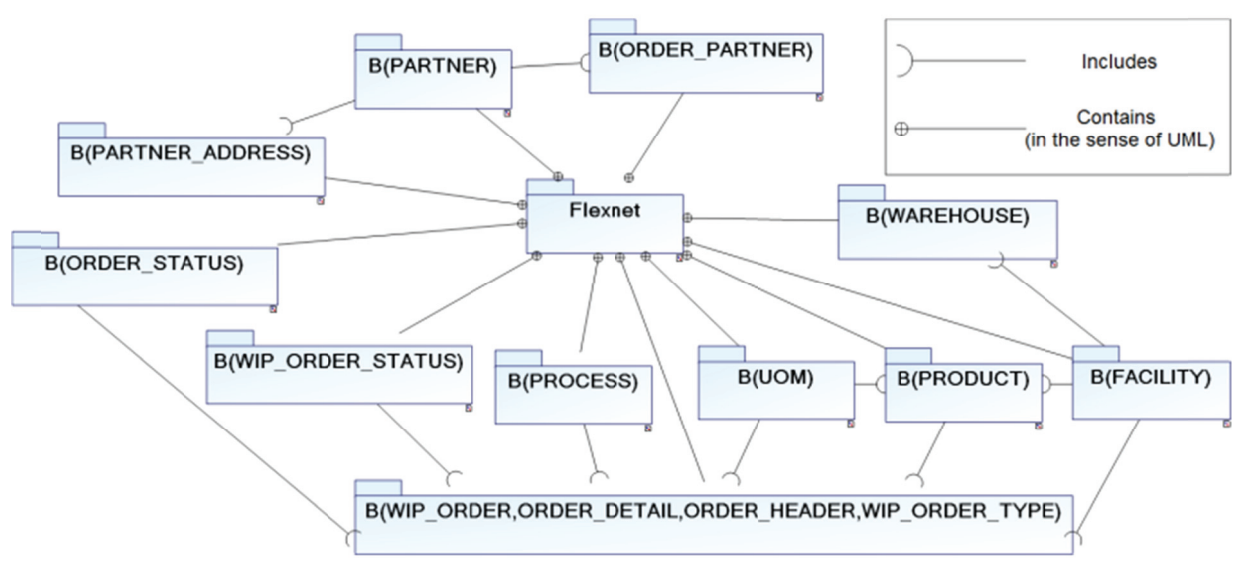 B(ORDER_PARTNER)
B(PARTNER)
Includes
Contains
(in the sense of UML)
B(PARTNER_ADDRESS)
Flexnet
B(WAREHOUSE)
B(ORDER_STATUS)
B(WIP_ORDER_STATUS)
B(PROCESS)
B(UOM)
B(PRODUCT)
B(FACILITY)
B(WIP_ORDER,ORDER_DETAIL,ORDER_HEADER,WIP_ORDER_TYPE)